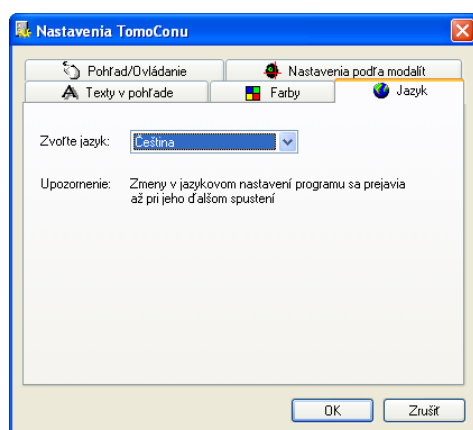 Nastavenia TomoConu
Pohľad/Ovládanie
Nastavenia podľa modalít
Texty v pohľade
Farby
Jazyk
Zvoľte jazyk:
Čeština
Upozornenie:
Zmeny v jazykovom nastavení programu sa prejavia
až pri jeho ďalšom spustení
OK
Zrušiť